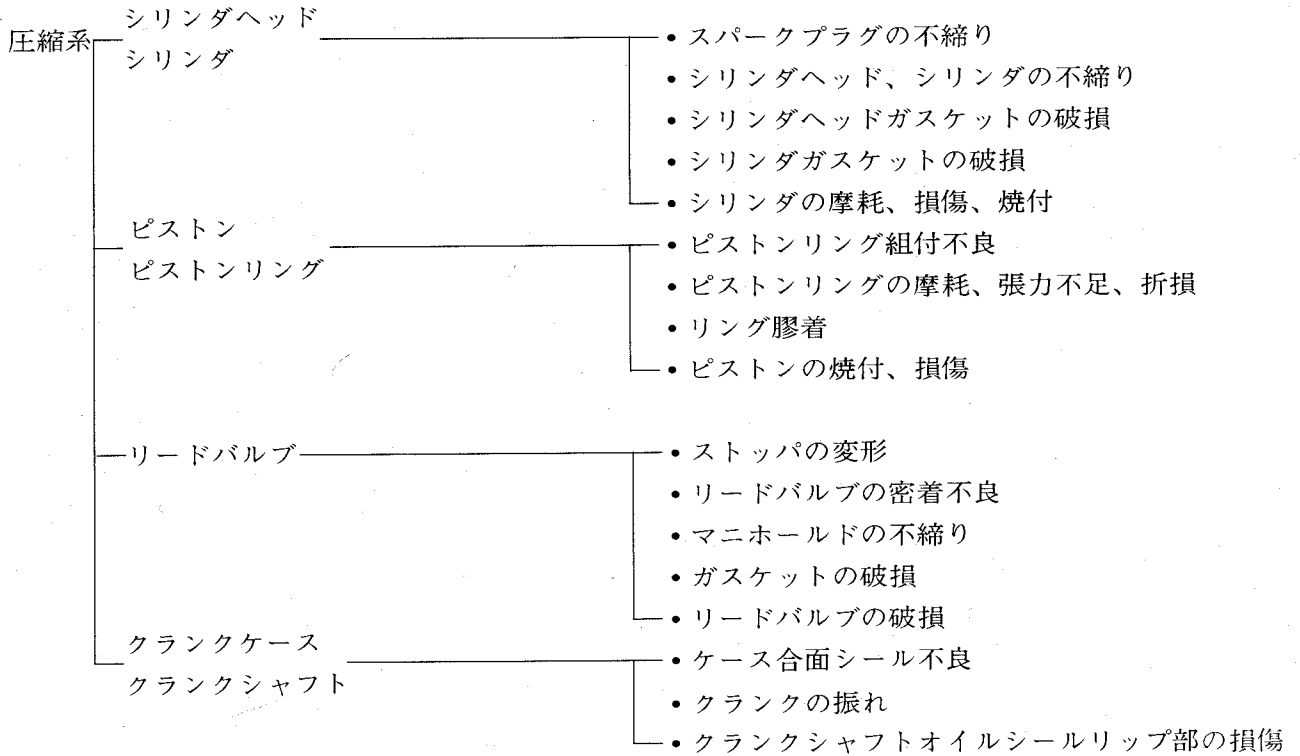 圧縮系
シリンダヘッド
シリンダ
• スパークプラグの不締り
• シリンダヘッド、シリンダの不締り
• シリンダヘッドガスケットの破損
• シリンダガスケットの破損
• シリンダの摩耗、損傷、焼付
ピストン
ピストンリング
• ピストンリング組付不良
• ピストンリングの摩耗、張力不足、折損
• リング膠着
• ピストンの焼付、損傷
リードバルブ
• ストッパの変形
• リードバルブの密着不良
• マニホールドの不締り
• ガスケットの破損
• リードバルブの破損
クランクケース
クランクシャフト
• ケース合面シール不良
• クランクの振れ
• クランクシャフトオイルシールリップ部の損傷